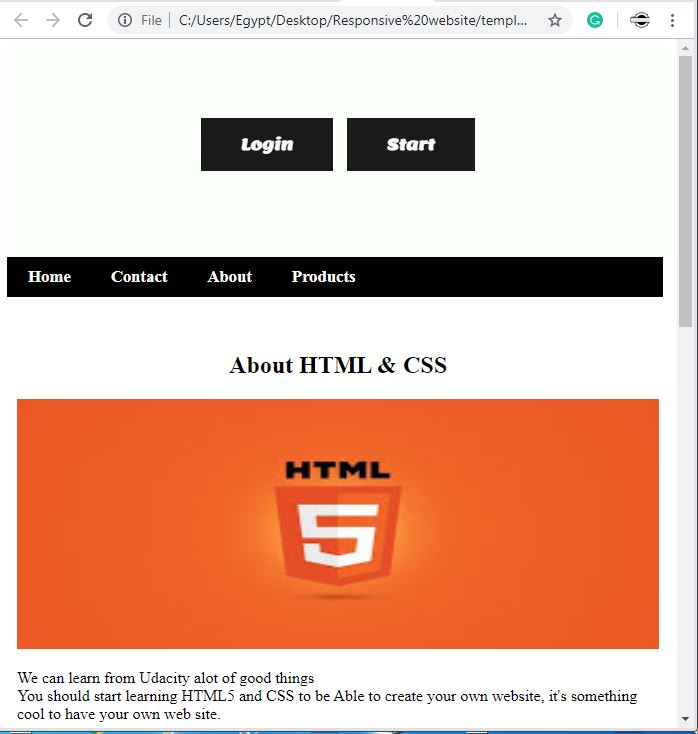 File
C:/Users/Egypt/Desktop/Responsive%20website/templ...
Login Start
Home Contact About Products
About HTML & CSS
HTML
5
We can learn from Udacity alot of good things
You should start learning HTML5 and CSS to be Able to create your own website, it's something
cool to have your own web site.